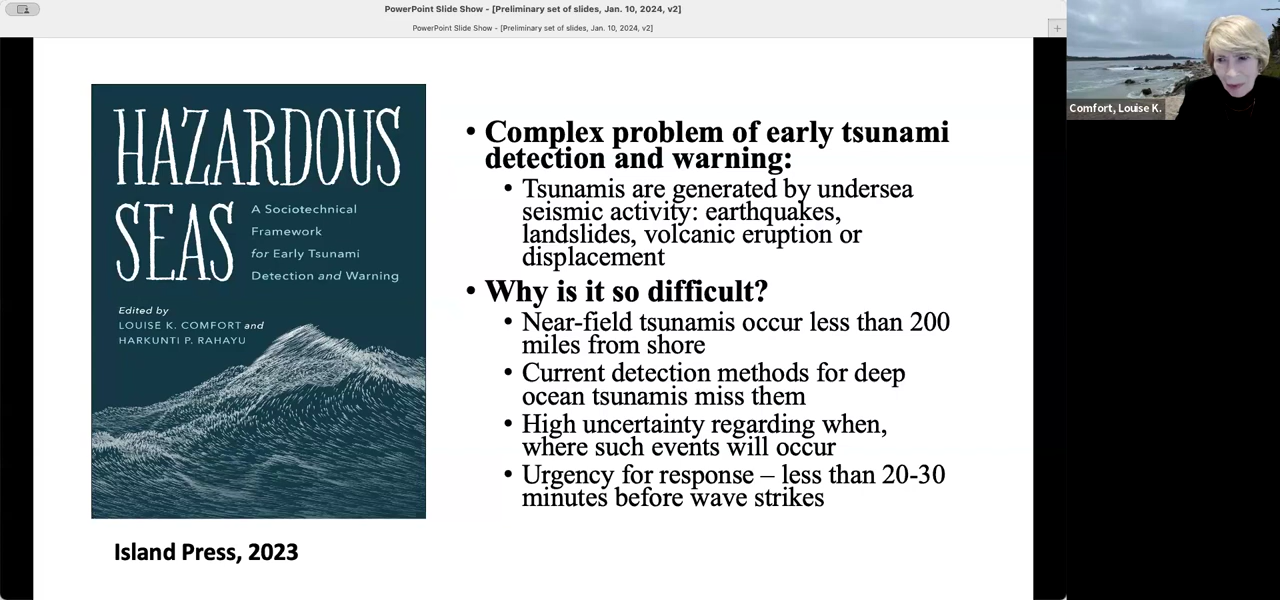 PowerPoint Slide Show - [Preliminary set of slides, Jan. 10, 2024, v2]
PowerPoint Slide Show - [Preliminary set of slides, Jan. 10, 2024, v2]
+
Comfort, Louise K.
HAZARDOUS
SEAS
A Sociotechnical
Framework
for Early Tsunami
Detection and Warning
Edited by
LOUISE K. COMFORT and
HARKUNTI P. RAHAYU
Island Press, 2023
• Complex problem of early tsunami
detection and warning:
• Tsunamis are generated by undersea
seismic activity: earthquakes,
landslides, volcanic eruption or
displacement
• Why is it so difficult?
• Near-field tsunamis occur less than 200
miles from shore
• Current detection methods for deep
ocean tsunamis miss them
• High uncertainty regarding when,
where such events will occur
• Urgency for response – less than 20-30
minutes before wave strikes